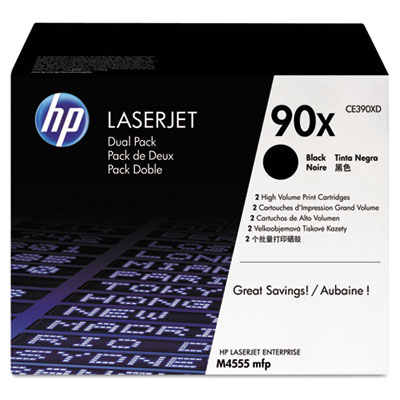 hp
LASERJET
Dual Pack
Pack de Deux
Pack Doble
90x
CE390XD
Black Tinta Negra
Noire 黑色
2 High Volume Print Cartridges
2 Cartouches d'Impression Grand Volume
2 Cartuchos de Alto Volumen
2 Velkoobjemová Tiskové Kazety
2 个批量打印硒鼓
Great Savings! / Aubaine !
HP LASERJET ENTERPRISE
M4555 mfp